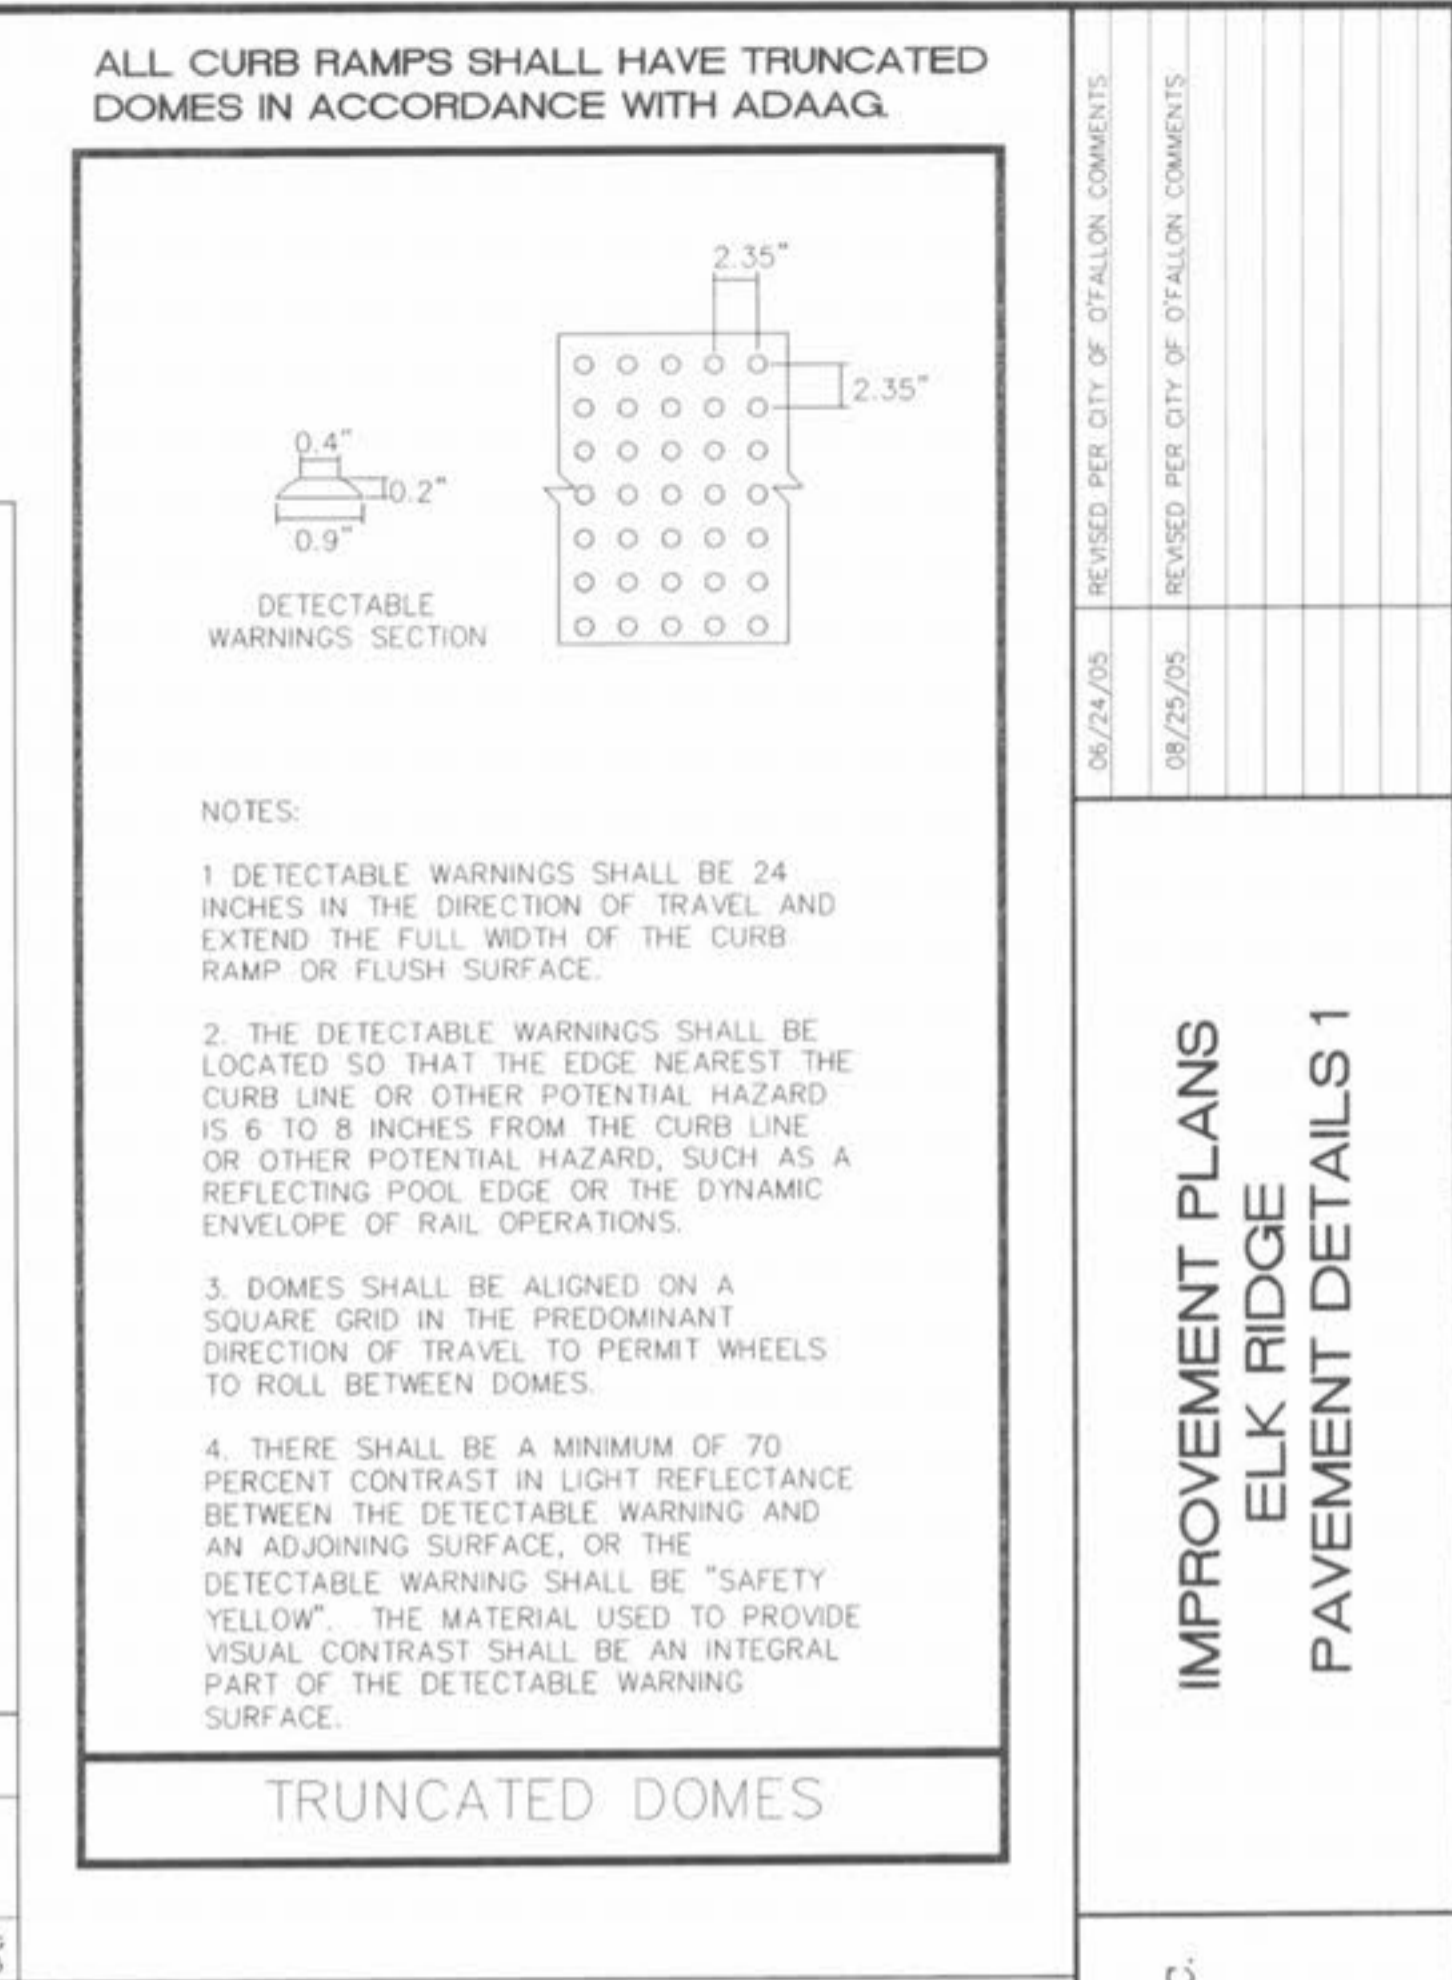 ALL CURB RAMPS SHALL HAVE TRUNCATED
DOMES IN ACCORDANCE WITH ADAAG.
2.35"
2.35"
0.4"
0.2"
0.9"
DETECTABLE
WARNINGS SECTION
NOTES:
1 DETECTABLE WARNINGS SHALL BE 24
INCHES IN THE DIRECTION OF TRAVEL AND
EXTEND THE FULL WIDTH OF THE CURB
RAMP OR FLUSH SURFACE.
2. THE DETECTABLE WARNINGS SHALL BE
LOCATED SO THAT THE EDGE NEAREST THE
CURB LINE OR OTHER POTENTIAL HAZARD
IS 6 TO 8 INCHES FROM THE CURB LINE
OR OTHER POTENTIAL HAZARD, SUCH AS A
REFLECTING POOL EDGE OR THE DYNAMIC
ENVELOPE OF RAIL OPERATIONS.
3. DOMES SHALL BE ALIGNED ON A
SQUARE GRID IN THE PREDOMINANT
DIRECTION OF TRAVEL TO PERMIT WHEELS
TO ROLL BETWEEN DOMES.
4. THERE SHALL BE A MINIMUM OF 70
PERCENT CONTRAST IN LIGHT REFLECTANCE
BETWEEN THE DETECTABLE WARNING AND
AN ADJOINING SURFACE, OR THE
DETECTABLE WARNING SHALL BE "SAFETY
YELLOW". THE MATERIAL USED TO PROVIDE
VISUAL CONTRAST SHALL BE AN INTEGRAL
PART OF THE DETECTABLE WARNING
SURFACE.
TRUNCATED DOMES
06/24/05 REVISED PER CITY OF O'FALLON COMMENTS
08/25/05 REVISED PER CITY OF O'FALLON COMMENTS
IMPROVEMENT PLANS
ELK RIDGE
PAVEMENT DETAILS 1